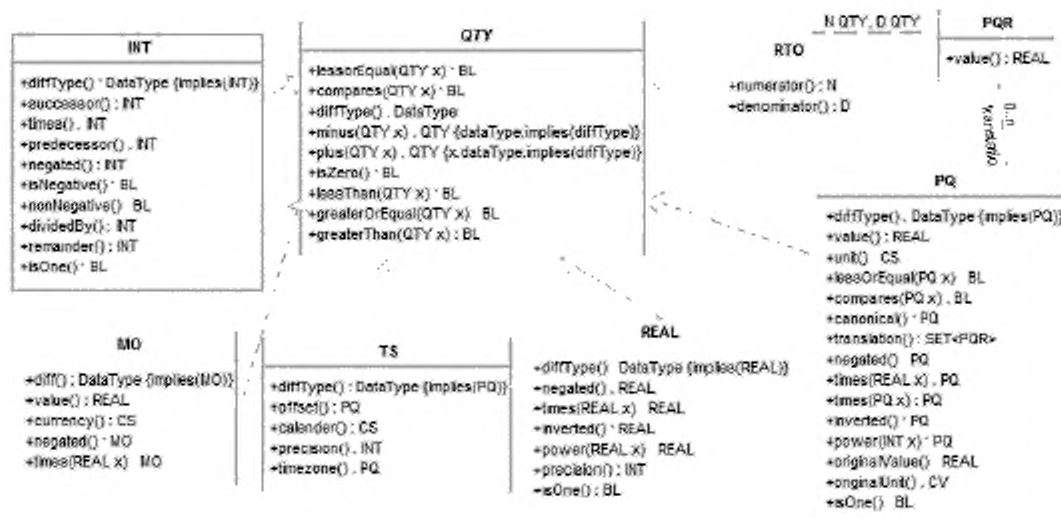 INT
+diffType() : DataType {implies(INT)}
+successor() : INT
+times() : INT
+predecessor() : INT
+negated() : INT
+isNegative() : BL
+nonNegative() BL
+dividedBy() : INT
+remainder() : INT
+isOne() : BL
QTY
+lessorEqual(QTY x) : BL
+compares(QTY x) : BL
+diffType() : DataType
+minus(QTY x) : QTY {dataType.implies(diffType)}
+plus(QTY x) : QTY {x.dataType.implies(diffType)}
+isZero() : BL
+lessThan(QTY x) : BL
+greaterOrEqual(QTY x) BL
+greaterThan(QTY x) : BL
N QTY, D QTY
RTO
+numerator() : N
+denominator() : D
PQR
+value() : REAL
0..n
PQ
+diffType() : DataType {implies(PQ)}
+value() : REAL
+unit() CS
+lessOrEqual(PQ x) BL
+compares(PQ x) : BL
+canonical() : PQ
+translation() : SET<PQR>
+negated() PQ
+times(REAL x) : PQ
+times(PQ x) : PQ
+inverted() : PQ
+power(INT x) : PQ
+originalValue() REAL
+originalUnit() : CV
+isOne() BL
MO
+diff() : DataType {implies(MO)}
+value() : REAL
+currency() : CS
+negated() : MO
+times(REAL x) MO
TS
+diffType() : DataType {implies(PQ)}
+offset() : PQ
+calender() : CS
+precision() : INT
+timezone() : PQ
REAL
+diffType() DataType {implies(REAL)}
+negated() : REAL
+times(REAL x) REAL
+inverted() : REAL
+power(REAL x) REAL
+precision() : INT
+isOne() : BL